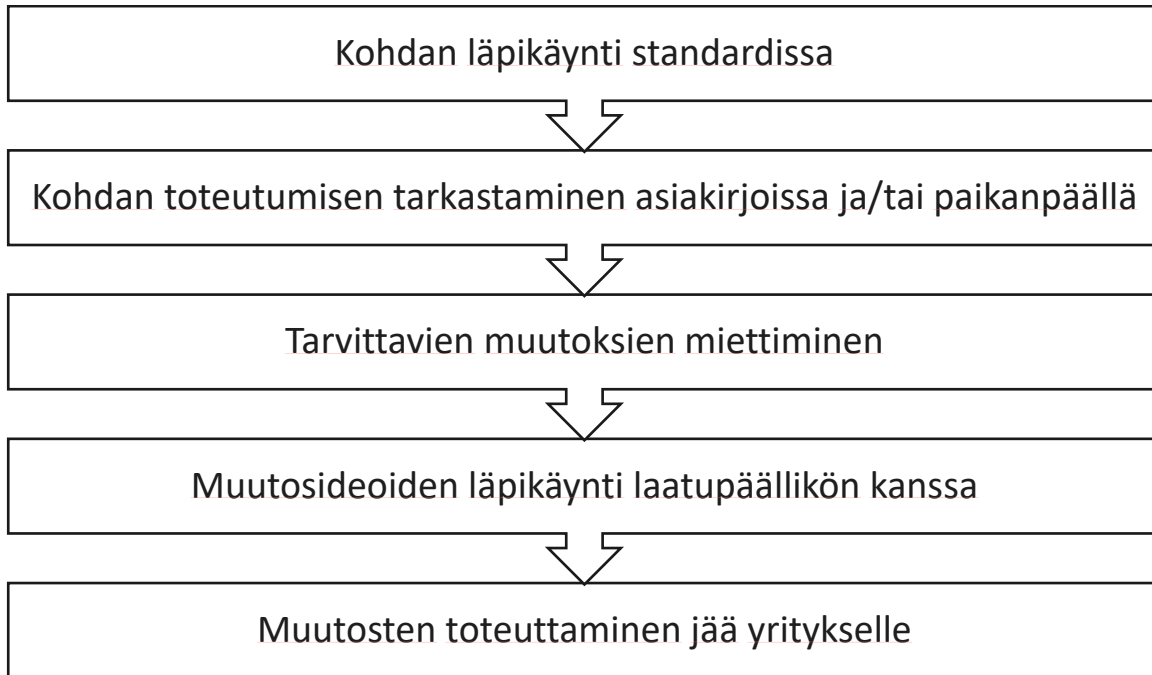 Kohdan läpikäynti standardissa
Kohdan toteutumisen tarkastaminen asiakirjoissa ja/tai paikanpäällä
Tarvittavien muutoksien miettiminen
Muutosideoiden läpikäynti laatupäällikön kanssa
Muutosten toteuttaminen jää yritykselle